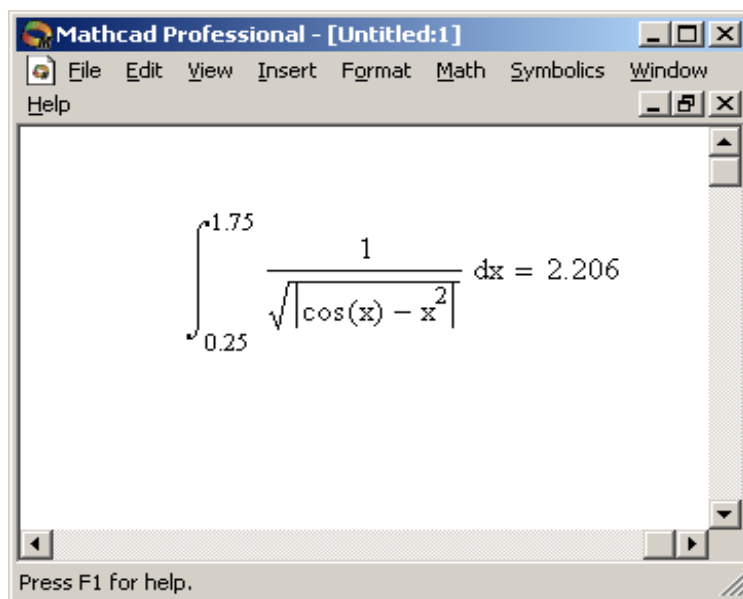 Mathcad Professional - [Untitled:1]
File Edit View Insert Format Math Symbolics Window
Help
∫_{0.25}^{1.75} 1/√|cos(x) − x²| dx = 2.206
Press F1 for help.